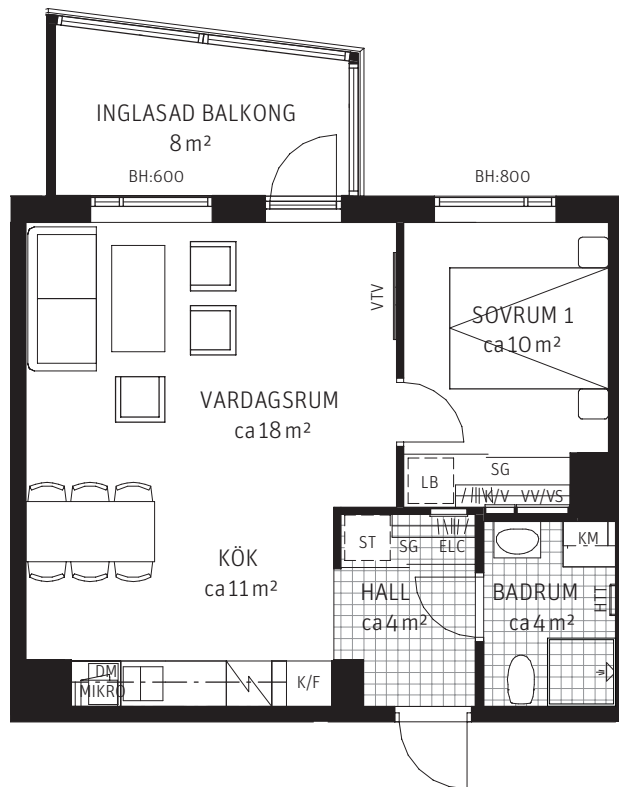 INGLASAD BALKONG
8 m²
BH:600
BH:800
VTV
SOVRUM 1
ca 10 m²
VARDAGSRUM
ca 18 m²
LB
SG
K/V VV/VS
ST
SG
ELC
KM
KÖK
ca 11 m²
HALL
ca 4 m²
BADRUM
ca 4 m²
HTT
DM
MIKRO
K/F